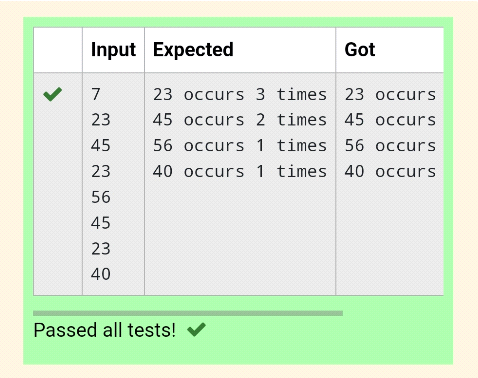 Input Expected Got
7 23 occurs 3 times 23 occurs
23 45 occurs 2 times 45 occurs
45 56 occurs 1 times 56 occurs
23 40 occurs 1 times 40 occurs
56
45
23
40
Passed all tests!